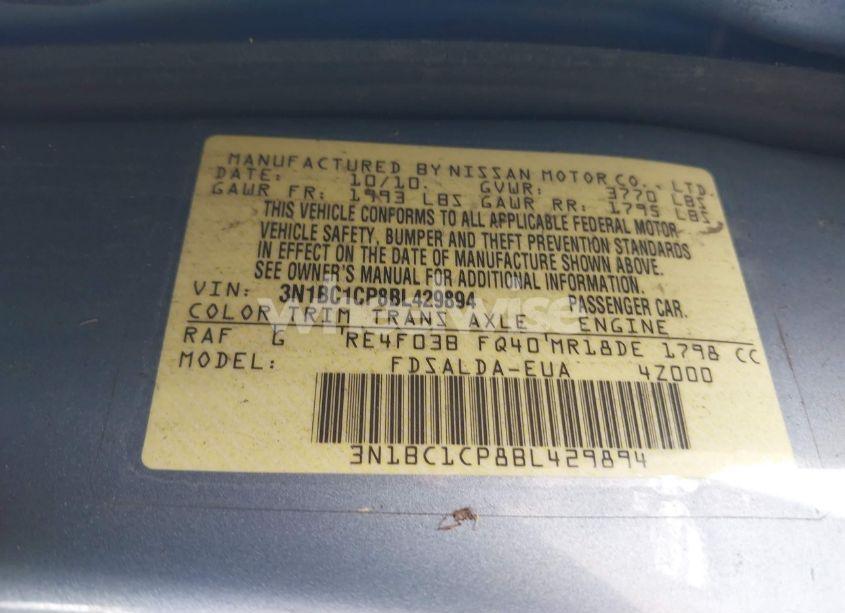 MANUFACTURED BY NISSAN MOTOR CO., LTD.
DATE: 10/10. GVWR: 3770 LBS
GAWR FR: 1993 LBS GAWR RR: 1795 LBS
THIS VEHICLE CONFORMS TO ALL APPLICABLE FEDERAL MOTOR
VEHICLE SAFETY, BUMPER AND THEFT PREVENTION STANDARDS
IN EFFECT ON THE DATE OF MANUFACTURE SHOWN ABOVE.
SEE OWNER'S MANUAL FOR ADDITIONAL INFORMATION.
VIN: 3N1BC1CP8BL429894 PASSENGER CAR.
COLOR TRIM TRANS AXLE ENGINE
RAF G RE4F03B FQ40 MR18DE 1798 CC
MODEL: FDSALDA-EUA 4Z000
3N1BC1CP8BL429894